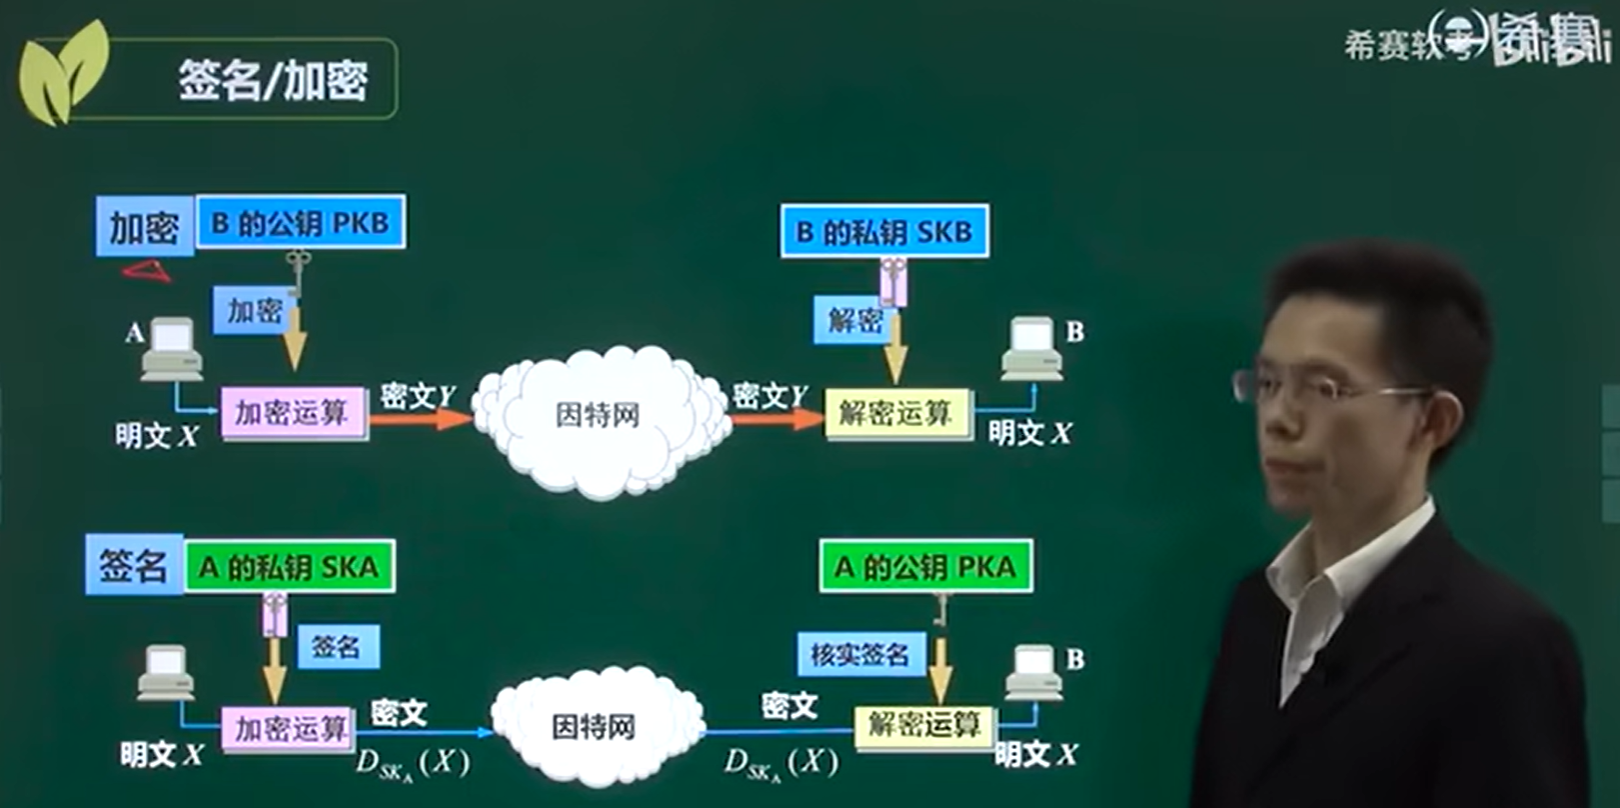 签名/加密
希赛软考
希赛
bilibili
加密 B 的公钥 PKB
B 的私钥 SKB
加密
解密
A
B
加密运算
密文Y
因特网
密文Y
解密运算
明文 X
明文 X
签名 A 的私钥 SKA
A 的公钥 PKA
签名
核实签名
B
加密运算
密文
因特网
密文
解密运算
明文 X
D_{SK_A}(X)
D_{SK_A}(X)
明文 X